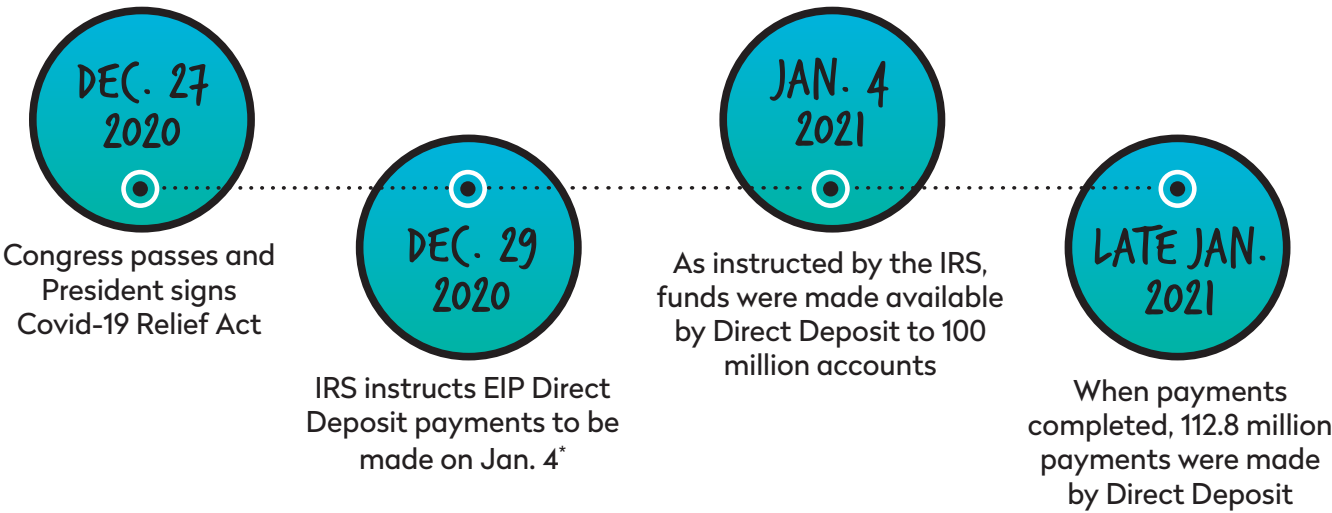 DEC. 27
2020
Congress passes and
President signs
Covid-19 Relief Act
DEC. 29
2020
IRS instructs EIP Direct
Deposit payments to be
made on Jan. 4*
JAN. 4
2021
As instructed by the IRS,
funds were made available
by Direct Deposit to 100
million accounts
LATE JAN.
2021
When payments
completed, 112.8 million
payments were made
by Direct Deposit